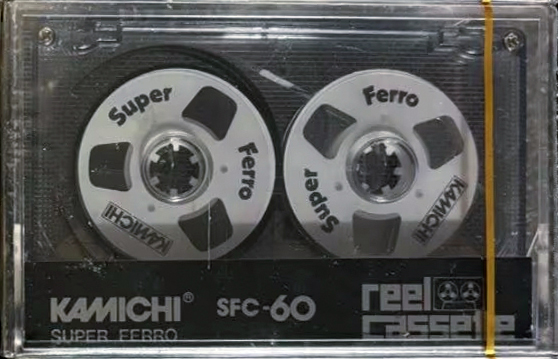 Super
Ferro
KAMICHI
Ferro
Super
KAMICHI
KAMICHI® SFC-60
SUPER FERRO
reel
cassette